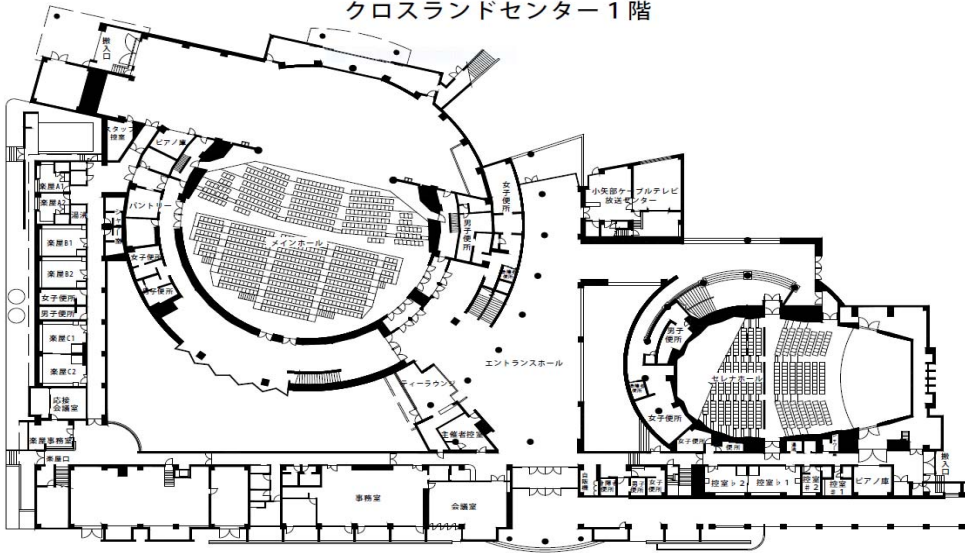 クロスランドセンター１階
搬入口
スタッフ
控室
ピアノ庫
楽屋A1
楽屋A2
湯沸
パントリー
女子便所
男子便所
メインホール
小矢部ケーブルテレビ
放送センター
楽屋B1
楽屋B2
女子便所
男子便所
女子便所
楽屋C1
楽屋C2
応接
会議室
楽屋事務室
楽屋口
エントランスホール
ティーラウンジ
主催者控室
男子
便所
セレナホール
女子便所
女子便所
便所
事務室
会議室
自販機
男子
便所
女子
便所
控室♭2
控室♭1
控室
#2
控室
#1
ピアノ庫
搬入口